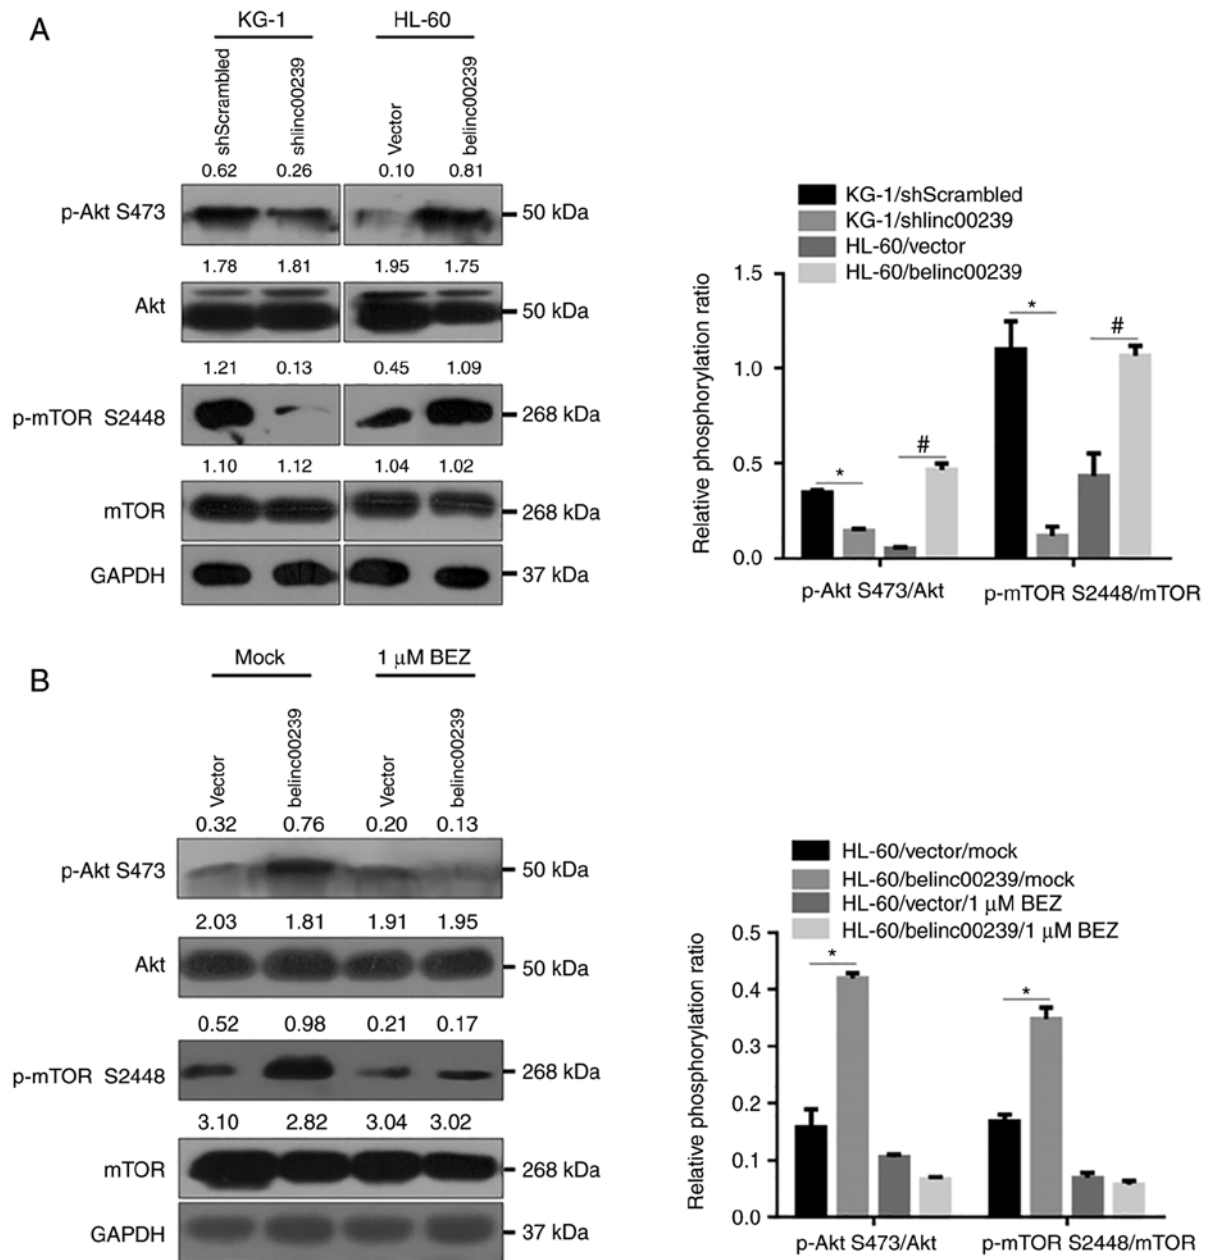 A
KG-1
HL-60
shScrambled
shlinc00239
Vector
belinc00239
0.62 0.26 0.10 0.81
p-Akt S473
50 kDa
1.78 1.81 1.95 1.75
Akt
50 kDa
1.21 0.13 0.45 1.09
p-mTOR S2448
268 kDa
1.10 1.12 1.04 1.02
mTOR
268 kDa
GAPDH
37 kDa
KG-1/shScrambled
KG-1/shlinc00239
HL-60/vector
HL-60/belinc00239
Relative phosphorylation ratio
1.5
1.0
0.5
0.0
*
#
*
#
p-Akt S473/Akt
p-mTOR S2448/mTOR
B
Mock
1 μM BEZ
Vector
belinc00239
Vector
belinc00239
0.32 0.76 0.20 0.13
p-Akt S473
50 kDa
2.03 1.81 1.91 1.95
Akt
50 kDa
0.52 0.98 0.21 0.17
p-mTOR S2448
268 kDa
3.10 2.82 3.04 3.02
mTOR
268 kDa
GAPDH
37 kDa
HL-60/vector/mock
HL-60/belinc00239/mock
HL-60/vector/1 μM BEZ
HL-60/belinc00239/1 μM BEZ
Relative phosphorylation ratio
0.5
0.4
0.3
0.2
0.1
0.0
*
*
p-Akt S473/Akt
p-mTOR S2448/mTOR